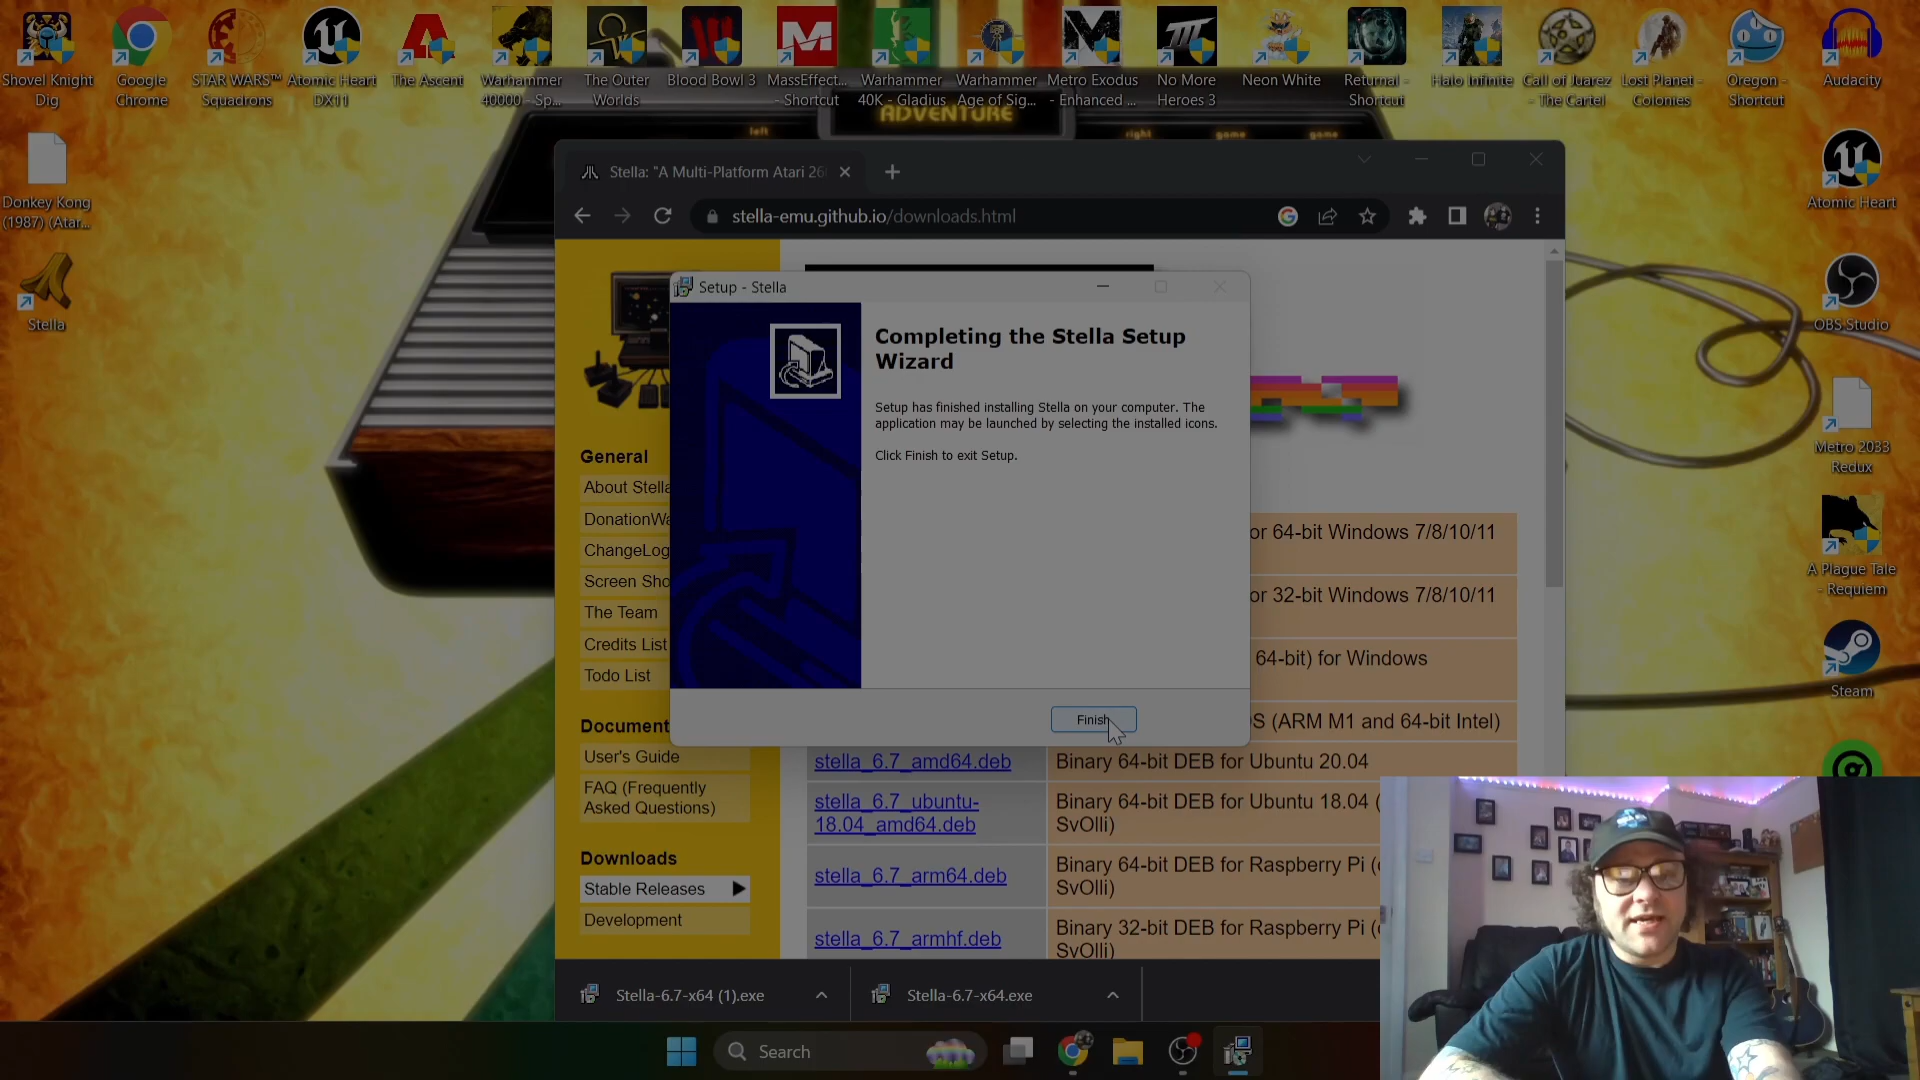 Shovel Knight
Dig
Google
Chrome
STAR WARS™
Squadrons
Atomic Heart
DX11
The Ascent
Warhammer
40000 - Sp...
The Outer
Worlds
Blood Bowl 3
MassEffect...
- Shortcut
Warhammer
40K - Gladius
Warhammer
Age of Sig...
Metro Exodus
- Enhanced ...
No More
Heroes 3
Neon White
Returnal -
Shortcut
Halo Infinite
Call of Juarez
- The Cartel
Lost Planet -
Colonies
Oregon -
Shortcut
Audacity
ADVENTURE
left
right
game
game
Donkey Kong
(1987) (Atar...
Stella
Atomic Heart
OBS Studio
Metro 2033
Redux
A Plague Tale
- Requiem
Steam
Stella: "A Multi-Platform Atari 26
stella-emu.github.io/downloads.html
Setup - Stella
Completing the Stella Setup
Wizard
Setup has finished installing Stella on your computer. The
application may be launched by selecting the installed icons.
Click Finish to exit Setup.
Finish
General
About Stella
DonationWa
ChangeLog
Screen Sho
The Team
Credits List
Todo List
Document
User's Guide
FAQ (Frequently
Asked Questions)
Downloads
Stable Releases
Development
or 64-bit Windows 7/8/10/11
or 32-bit Windows 7/8/10/11
64-bit) for Windows
S (ARM M1 and 64-bit Intel)
stella_6.7_amd64.deb
Binary 64-bit DEB for Ubuntu 20.04
stella_6.7_ubuntu-
18.04_amd64.deb
Binary 64-bit DEB for Ubuntu 18.04 (
SvOlli)
stella_6.7_arm64.deb
Binary 64-bit DEB for Raspberry Pi (
SvOlli)
stella_6.7_armhf.deb
Binary 32-bit DEB for Raspberry Pi (
SvOlli)
Stella-6.7-x64 (1).exe
Stella-6.7-x64.exe
Search